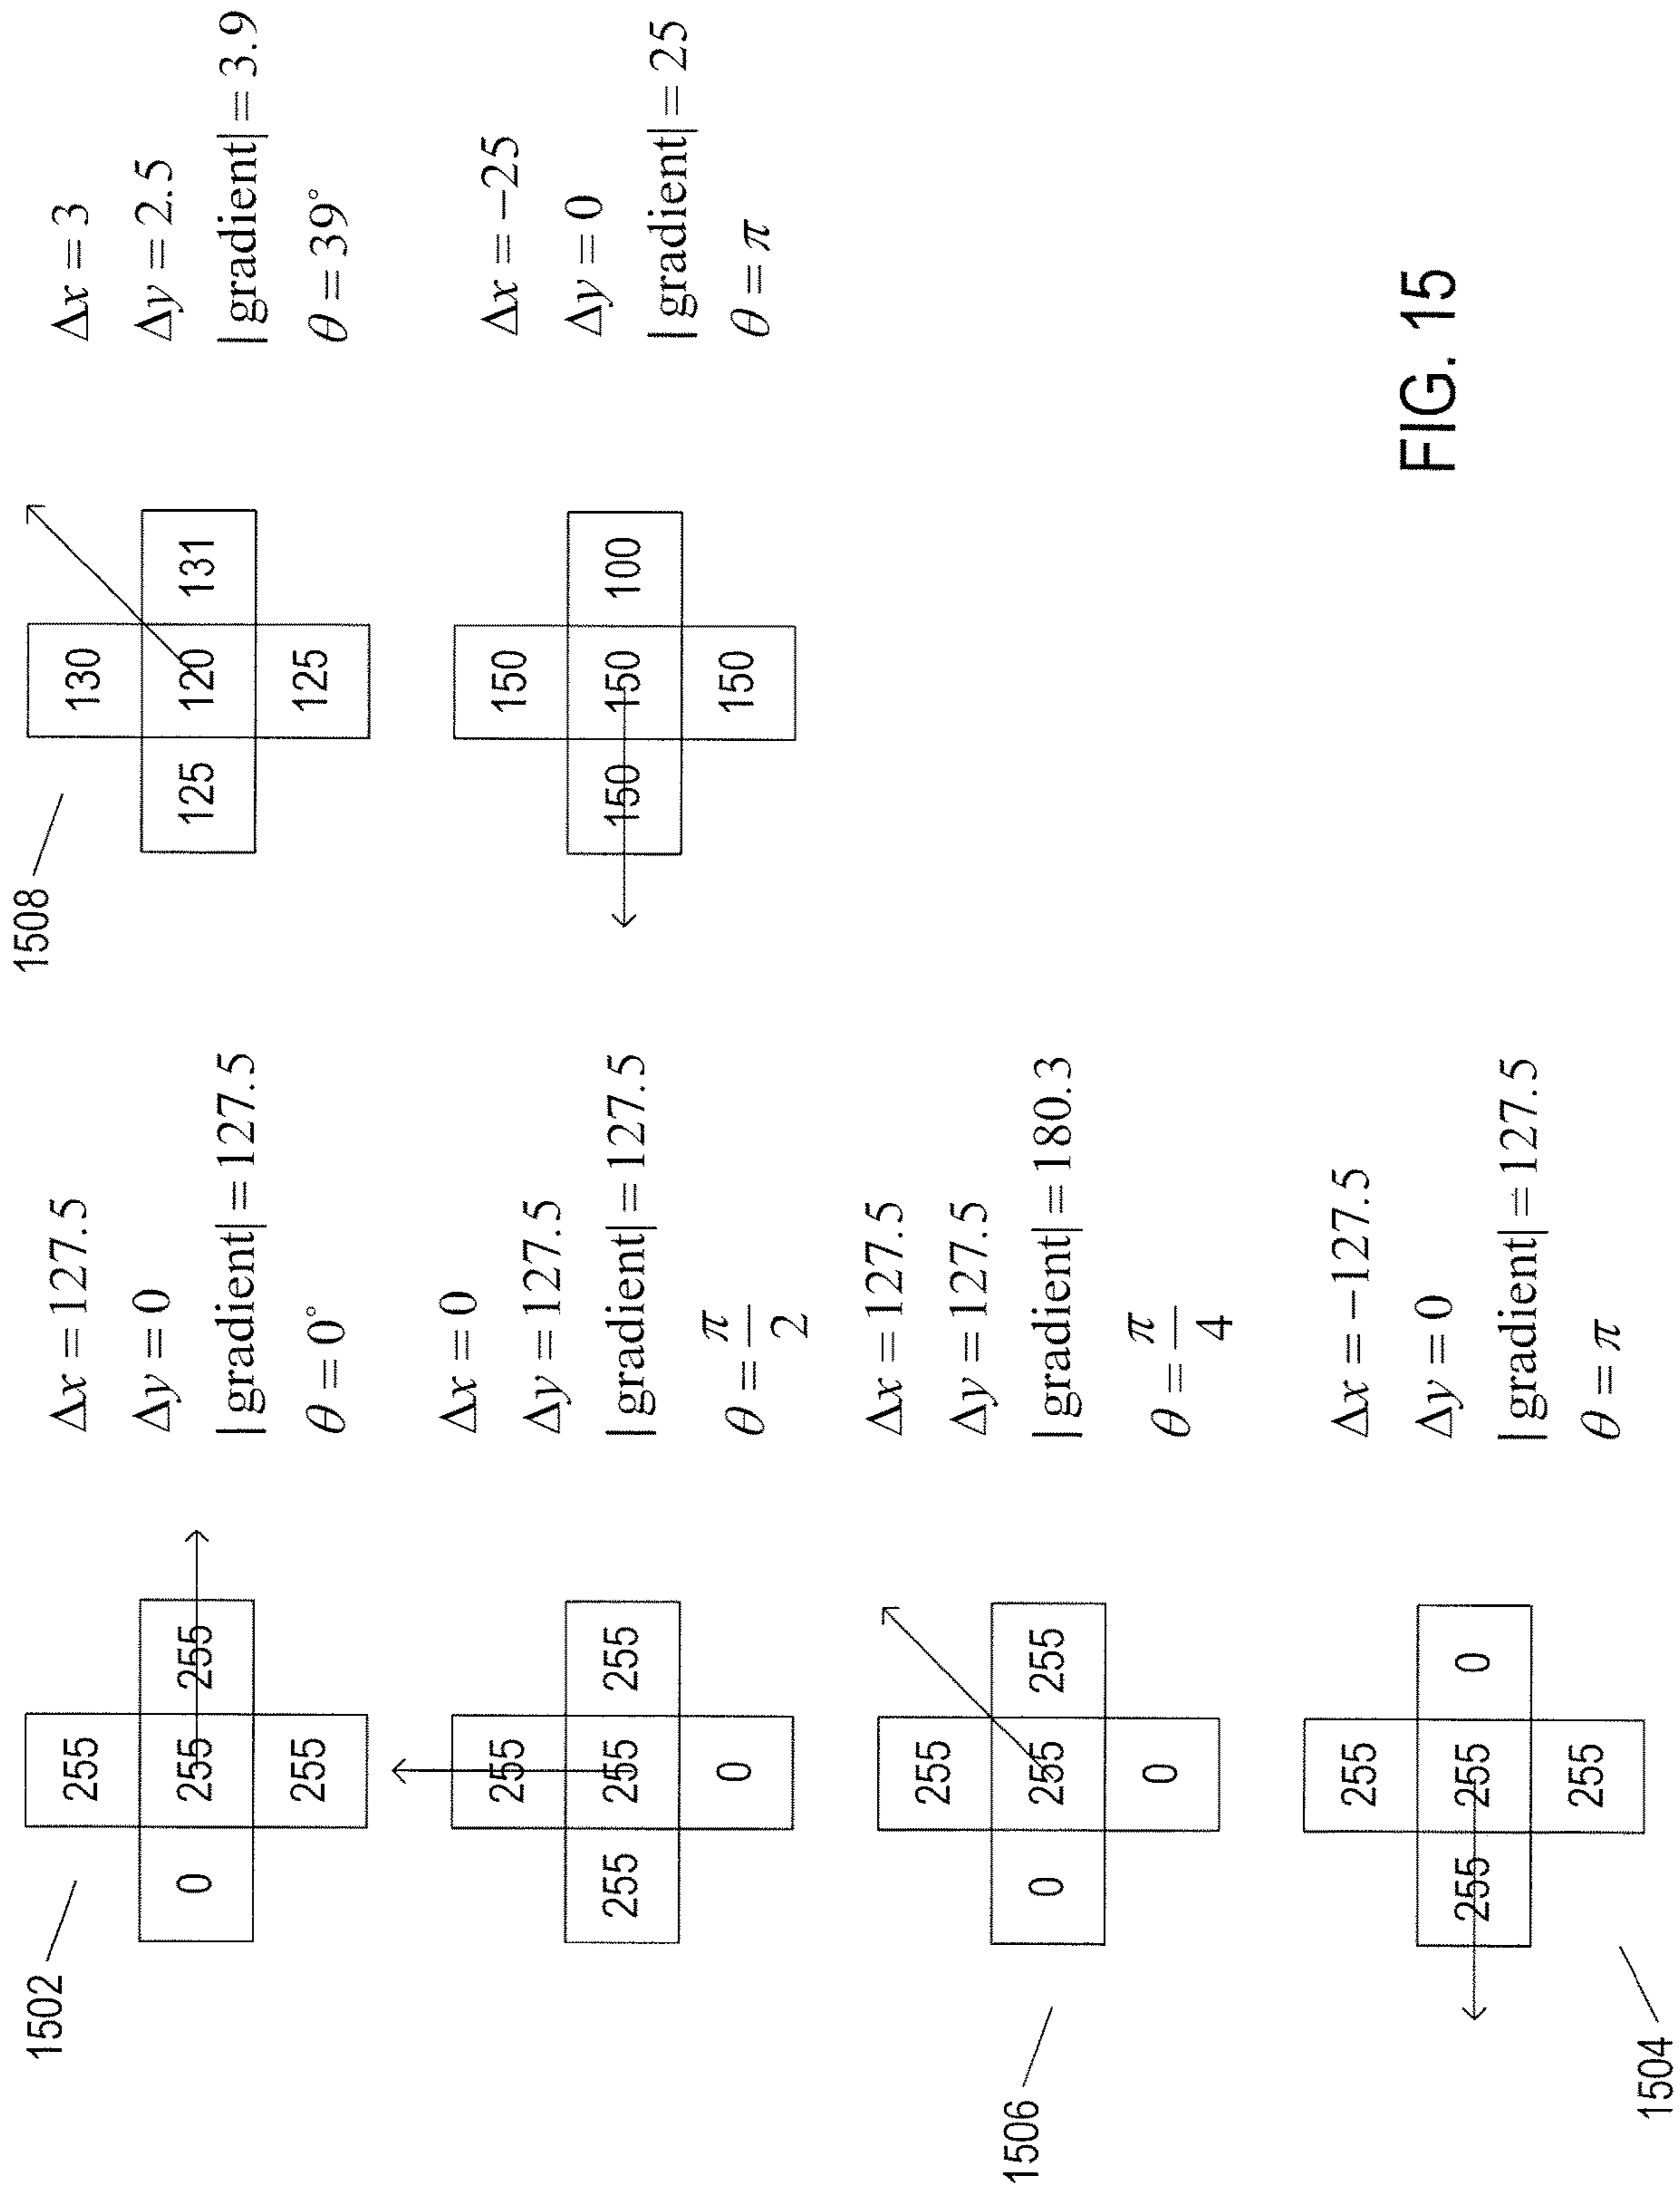 1502
255
0 255 255
255
Δx = 127.5
Δy = 0
|gradient| = 127.5
θ = 0°
255
255 255 255
0
Δx = 0
Δy = 127.5
|gradient| = 127.5
θ = π/2
1506
255
0 255 255
0
Δx = 127.5
Δy = 127.5
|gradient| = 180.3
θ = π/4
255
255 255 0
255
1504
Δx = −127.5
Δy = 0
|gradient| = 127.5
θ = π
1508
130
125 120 131
125
Δx = 3
Δy = 2.5
|gradient| = 3.9
θ = 39°
150
150 150 100
150
Δx = −25
Δy = 0
|gradient| = 25
θ = π
FIG. 15